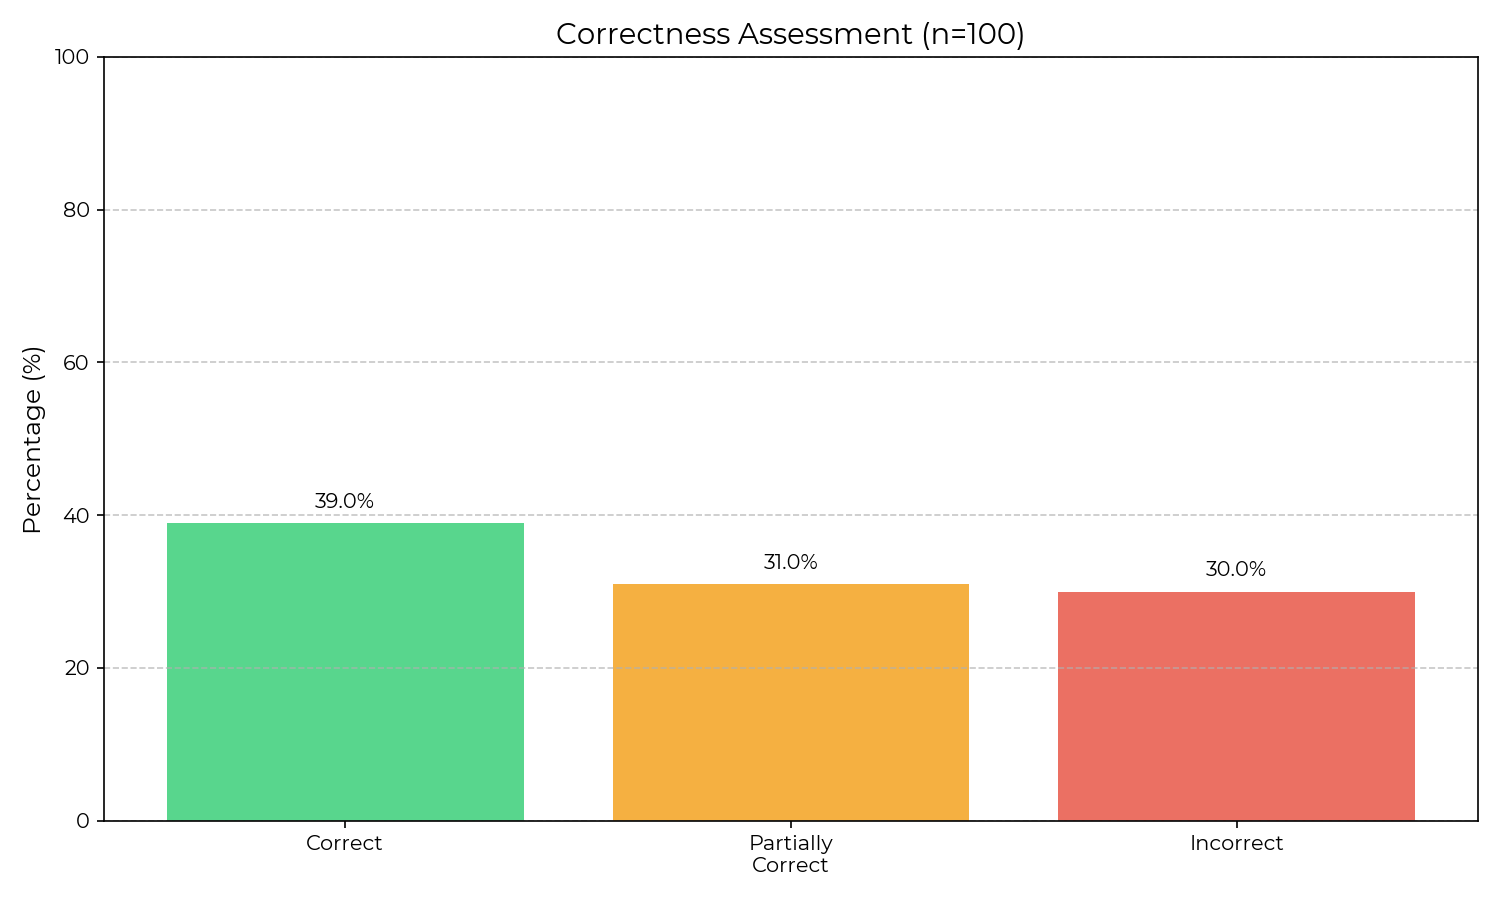 Correctness Assessment (n=100)
Percentage (%)
100
80
60
40
20
0
39.0%
31.0%
30.0%
Correct
Partially
Correct
Incorrect